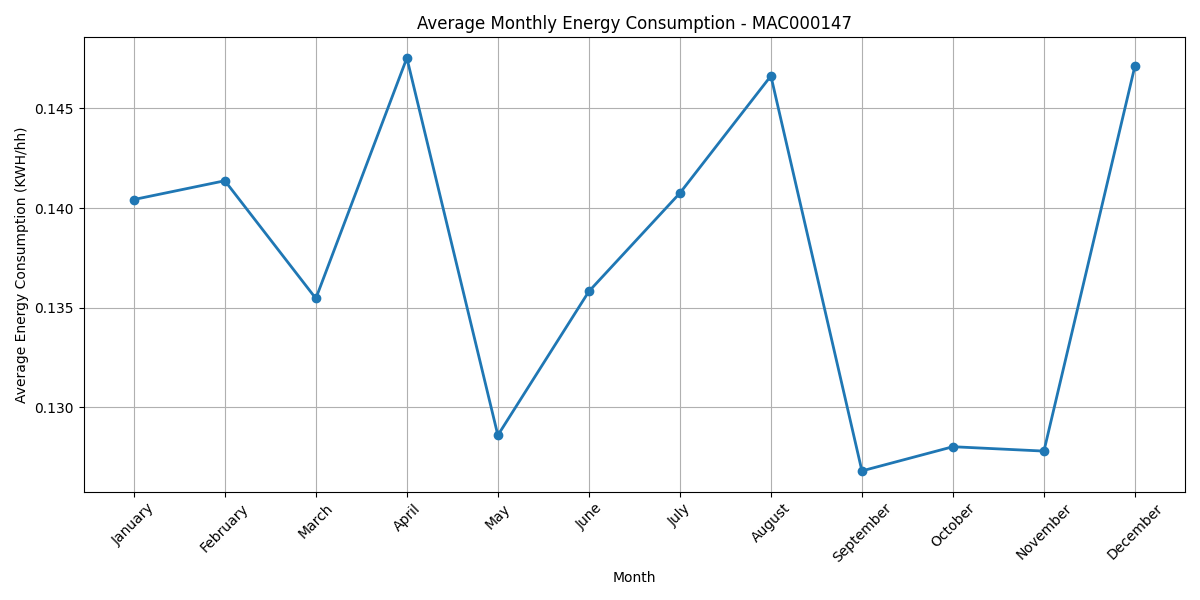 Average Monthly Energy Consumption - MAC000147
Average Energy Consumption (KWH/hh)
0.145
0.140
0.135
0.130
January
February
March
April
May
June
July
August
September
October
November
December
Month